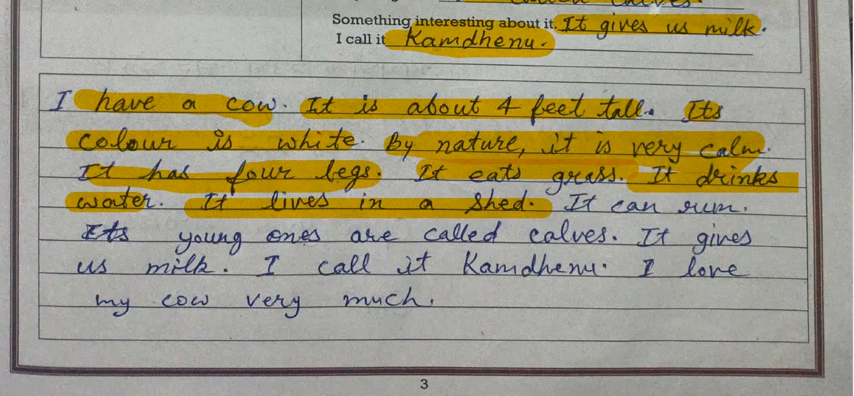 Something interesting about it. It gives us milk.
I call it Kamdhenu.
I have a cow. It is about 4 feet tall. Its
colour is white. By nature, it is very calm.
It has four legs. It eats grass. It drinks
water. It lives in a shed. It can run.
Its young ones are called calves. It gives
us milk. I call it Kamdhenu. I love
my cow very much.
3